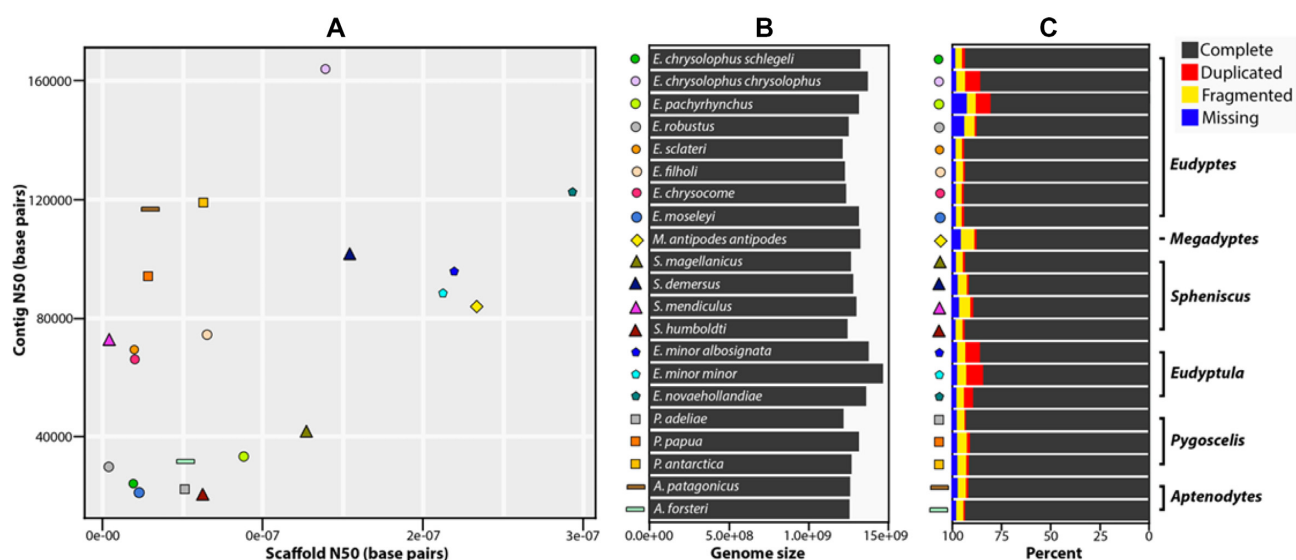 A
B
C
Contig N50 (base pairs)
160000
120000
80000
40000
0e-00
0e-07
2e-07
3e-07
Scaffold N50 (base pairs)
E. chrysolophus schlegeli
E. chrysolophus chrysolophus
E. pachyrhynchus
E. robustus
E. sclateri
E. filholi
E. chrysocome
E. moseleyi
M. antipodes antipodes
S. magellanicus
S. demersus
S. mendiculus
S. humboldti
E. minor albosignata
E. minor minor
E. novaehollandiae
P. adeliae
P. papua
P. antarctica
A. patagonicus
A. forsteri
0.0e+00
5.0e+08
1.0e+09
15e+09
Genome size
100
75
50
25
0
Percent
Complete
Duplicated
Fragmented
Missing
Eudyptes
Megadyptes
Spheniscus
Eudyptula
Pygoscelis
Aptenodytes